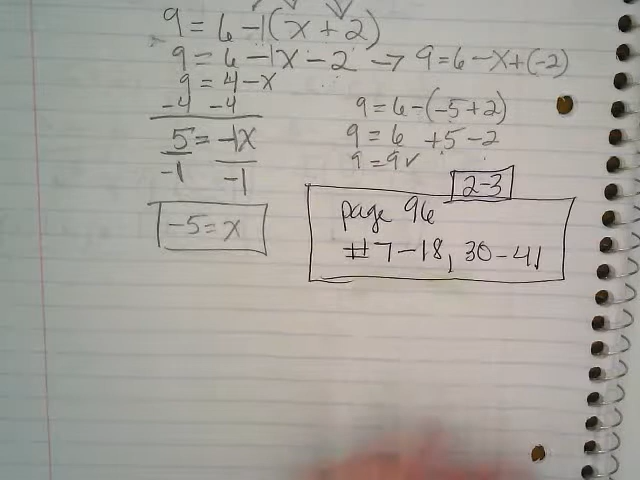 9 = 6 - 1(x + 2)
9 = 6 - 1x - 2 → 9 = 6 - x + (-2)
9 = 4 - x
-4 -4
5 = -1x
-1 -1
-5 = x
9 = 6 - (-5 + 2)
9 = 6 + 5 - 2
9 = 9 ✓
2-3
page 96
#7-18, 30-41